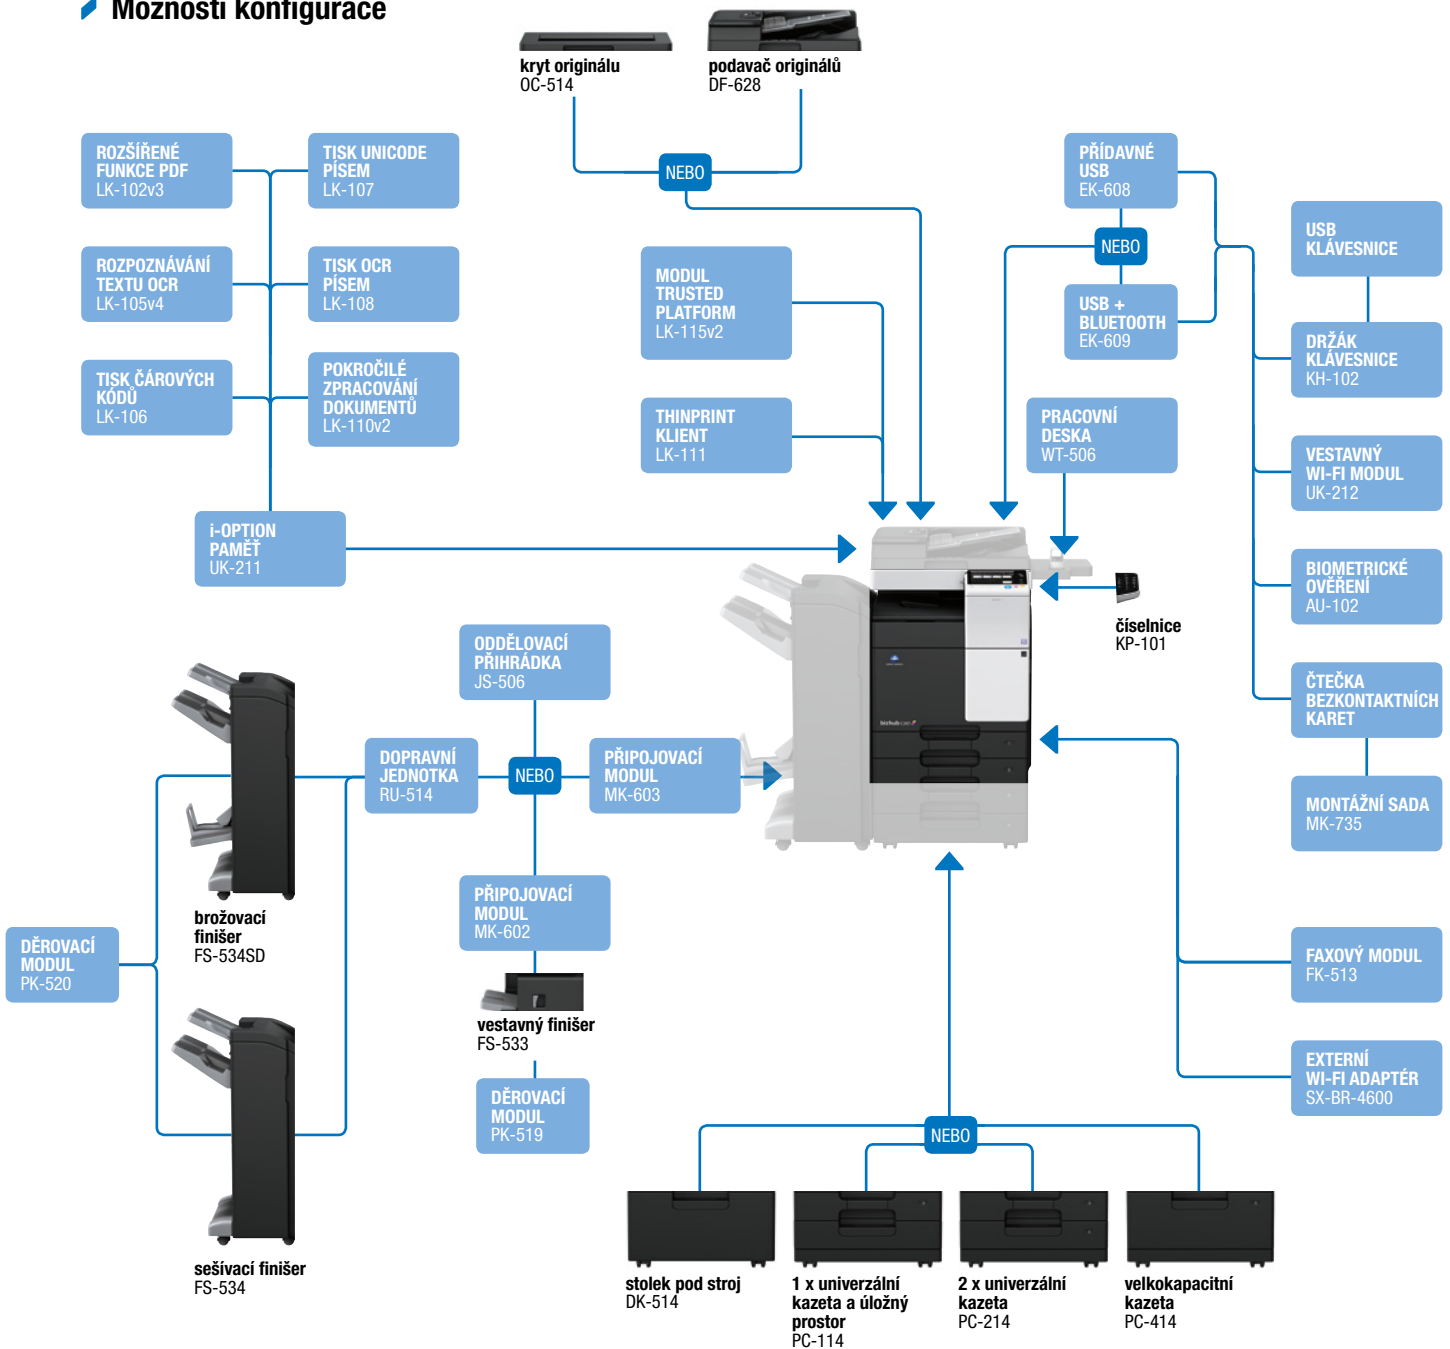 Možnosti konfigurace
kryt originálu
OC-514
podavač originálů
DF-628
NEBO
ROZŠÍŘENÉ
FUNKCE PDF
LK-102v3
TISK UNICODE
PÍSEM
LK-107
ROZPOZNÁVÁNÍ
TEXTU OCR
LK-105v4
TISK OCR
PÍSEM
LK-108
TISK ČÁROVÝCH
KÓDŮ
LK-106
POKROČILÉ
ZPRACOVÁNÍ
DOKUMENTŮ
LK-110v2
i-OPTION
PAMĚŤ
UK-211
MODUL
TRUSTED
PLATFORM
LK-115v2
THINPRINT
KLIENT
LK-111
PŘÍDAVNÉ
USB
EK-608
NEBO
USB +
BLUETOOTH
EK-609
PRACOVNÍ
DESKA
WT-506
USB
KLÁVESNICE
DRŽÁK
KLÁVESNICE
KH-102
VESTAVNÝ
WI-FI MODUL
UK-212
BIOMETRICKÉ
OVĚŘENÍ
AU-102
ČTEČKA
BEZKONTAKTNÍCH
KARET
MONTÁŽNÍ SADA
MK-735
číselnice
KP-101
ODDĚLOVACÍ
PŘIHRÁDKA
JS-506
DOPRAVNÍ
JEDNOTKA
RU-514
NEBO
PŘIPOJOVACÍ
MODUL
MK-603
bizhub
PŘIPOJOVACÍ
MODUL
MK-602
brožovací
finišer
FS-534SD
DĚROVACÍ
MODUL
PK-520
vestavný finišer
FS-533
DĚROVACÍ
MODUL
PK-519
sešívací finišer
FS-534
FAXOVÝ MODUL
FK-513
EXTERNÍ
WI-FI ADAPTÉR
SX-BR-4600
NEBO
stolek pod stroj
DK-514
1 x univerzální
kazeta a úložný
prostor
PC-114
2 x univerzální
kazeta
PC-214
velkokapacitní
kazeta
PC-414